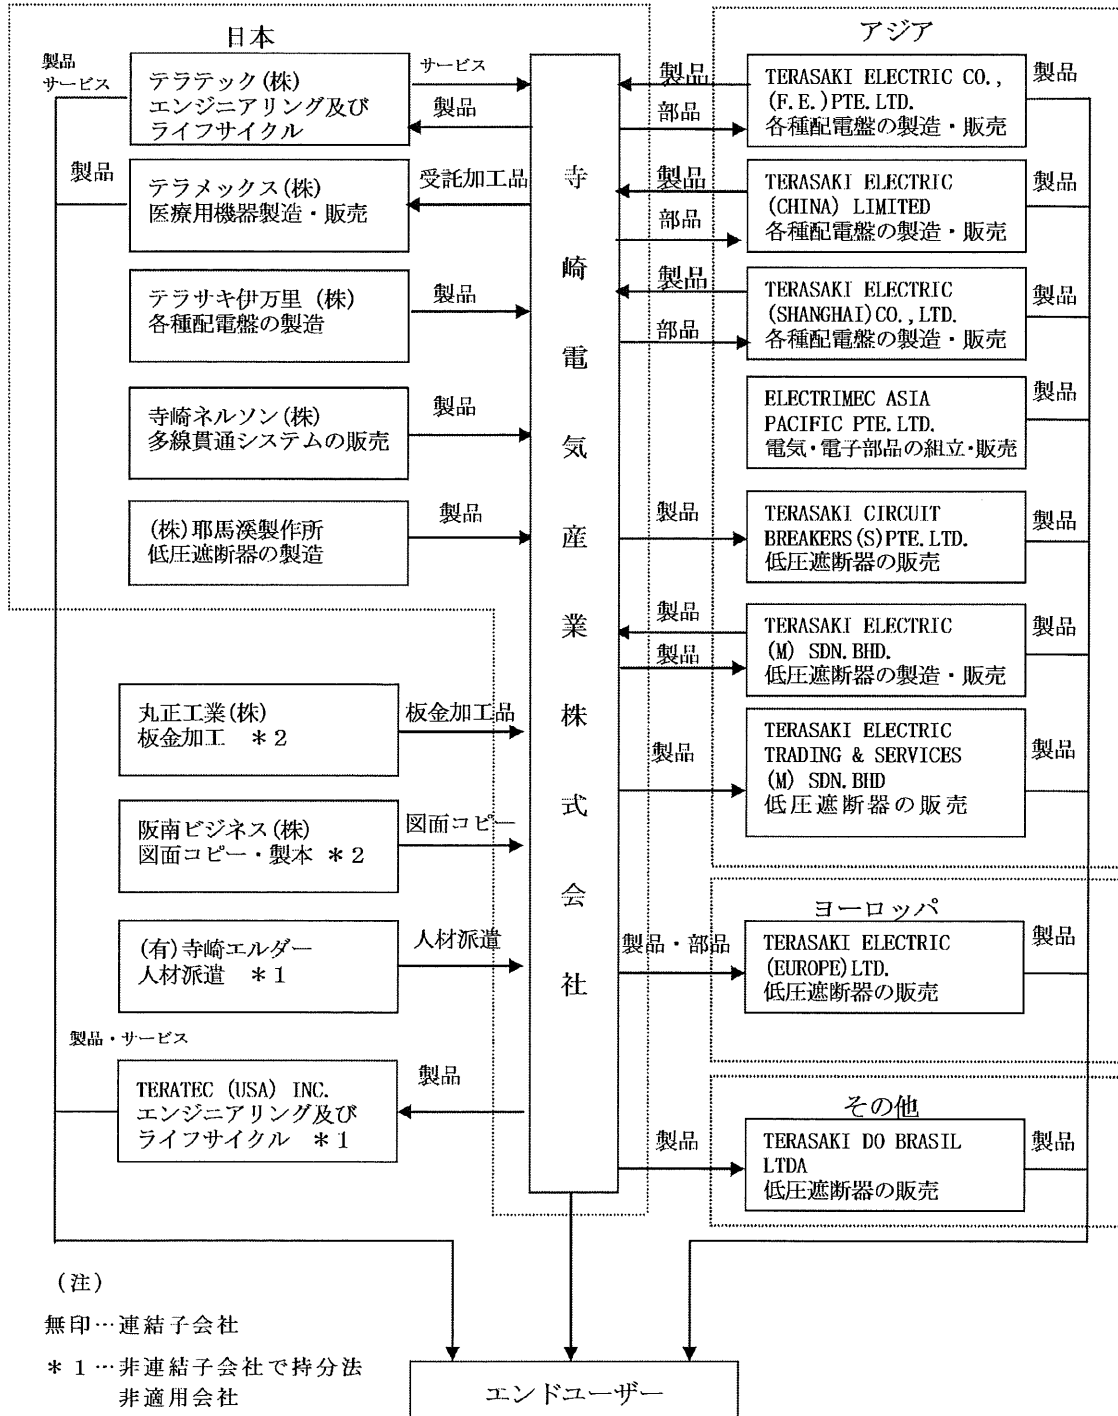 日本
製品
サービス
テラテック(株)
エンジニアリング及び
ライフサイクル
サービス
製品
製品
テラメックス(株)
医療用機器製造・販売
受託加工品
テラサキ伊万里 (株)
各種配電盤の製造
製品
寺崎ネルソン(株)
多線貫通システムの販売
製品
(株)耶馬溪製作所
低圧遮断器の製造
製品
丸正工業(株)
板金加工 *2
板金加工品
阪南ビジネス(株)
図面コピー・製本 *2
図面コピー
(有)寺崎エルダー
人材派遣 *1
人材派遣
製品・サービス
TERATEC (USA) INC.
エンジニアリング及び
ライフサイクル *1
製品
寺崎電気産業株式会社
アジア
製品
部品
TERASAKI ELECTRIC CO.,
(F.E.)PTE.LTD.
各種配電盤の製造・販売
製品
製品
部品
TERASAKI ELECTRIC
(CHINA) LIMITED
各種配電盤の製造・販売
製品
製品
部品
TERASAKI ELECTRIC
(SHANGHAI)CO.,LTD.
各種配電盤の製造・販売
製品
ELECTRIMEC ASIA
PACIFIC PTE.LTD.
電気・電子部品の組立・販売
製品
製品
TERASAKI CIRCUIT
BREAKERS(S)PTE.LTD.
低圧遮断器の販売
製品
製品
製品
TERASAKI ELECTRIC
(M) SDN.BHD.
低圧遮断器の製造・販売
製品
製品
TERASAKI ELECTRIC
TRADING & SERVICES
(M) SDN.BHD
低圧遮断器の販売
製品
ヨーロッパ
製品・部品
TERASAKI ELECTRIC
(EUROPE)LTD.
低圧遮断器の販売
製品
その他
製品
TERASAKI DO BRASIL
LTDA
低圧遮断器の販売
製品
(注)
無印…連結子会社
*1…非連結子会社で持分法
非適用会社
エンドユーザー